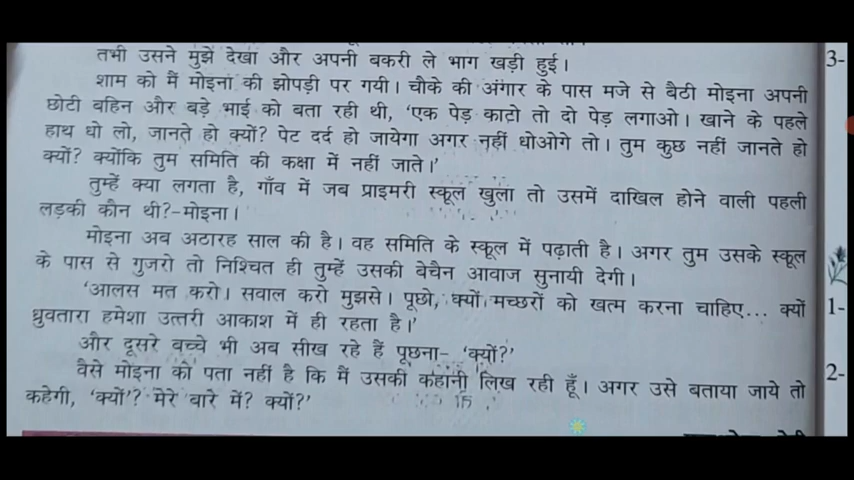 तभी उसने मुझे देखा और अपनी बकरी ले भाग खड़ी हुई।
शाम को मैं मोइना की झोपड़ी पर गयी। चौके की अंगार के पास मजे से बैठी मोइना अपनी
छोटी बहिन और बड़े भाई को बता रही थी, ‘एक पेड़ काटो तो दो पेड़ लगाओ। खाने के पहले
हाथ धो लो, जानते हो क्यों? पेट दर्द हो जायेगा अगर नहीं धोओगे तो। तुम कुछ नहीं जानते हो
क्यों? क्योंकि तुम समिति की कक्षा में नहीं जाते।’
तुम्हें क्या लगता है, गाँव में जब प्राइमरी स्कूल खुला तो उसमें दाखिल होने वाली पहली
लड़की कौन थी?-मोइना।
मोइना अब अठारह साल की है। वह समिति के स्कूल में पढ़ाती है। अगर तुम उसके स्कूल
के पास से गुजरो तो निश्चित ही तुम्हें उसकी बेचैन आवाज सुनायी देगी।
‘आलस मत करो। सवाल करो मुझसे। पूछो, क्यों मच्छरों को खत्म करना चाहिए... क्यों
ध्रुवतारा हमेशा उत्तरी आकाश में ही रहता है।’
और दूसरे बच्चे भी अब सीख रहे हैं पूछना- ‘क्यों?’
वैसे मोइना को पता नहीं है कि मैं उसकी कहानी लिख रही हूँ। अगर उसे बताया जाये तो
कहेगी, ‘क्यों’? मेरे बारे में? क्यों?’
3-
1-
2-